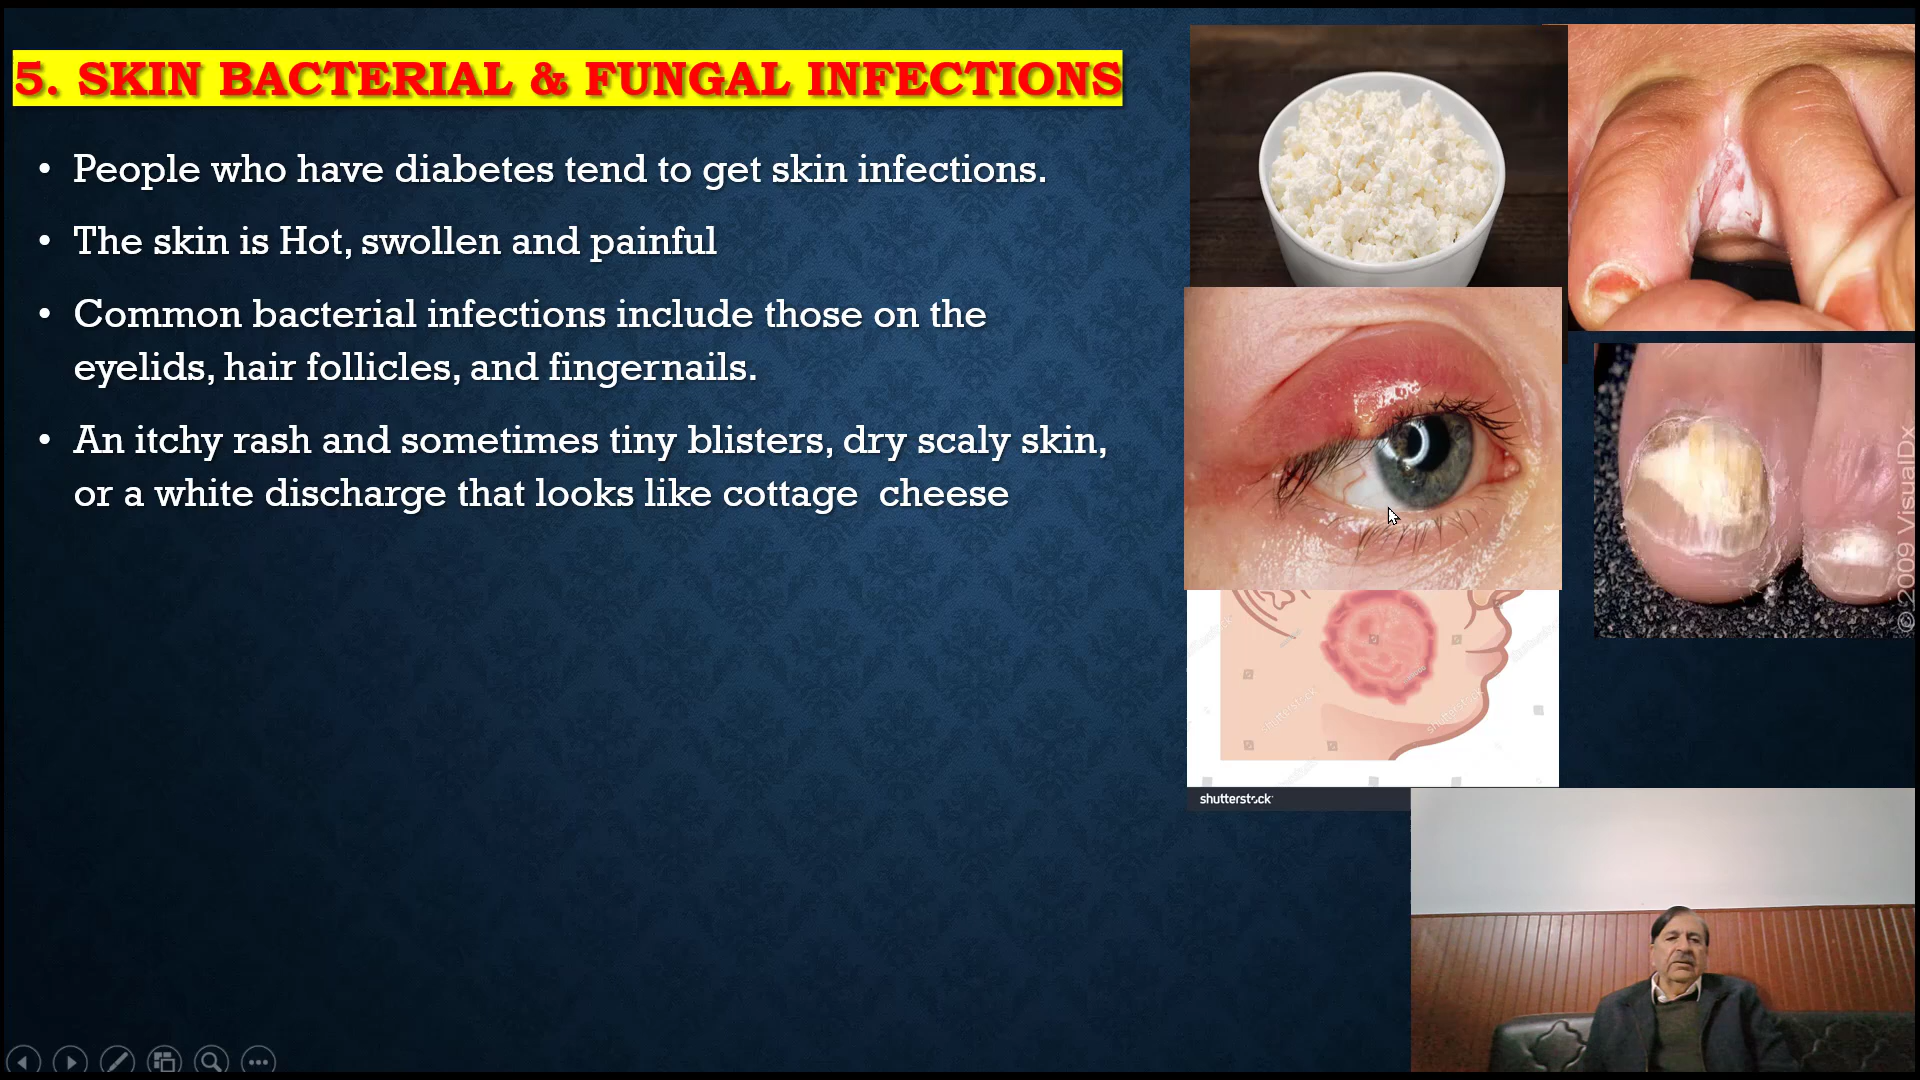 5. SKIN BACTERIAL & FUNGAL INFECTIONS
• People who have diabetes tend to get skin infections.
• The skin is Hot, swollen and painful
• Common bacterial infections include those on the
eyelids, hair follicles, and fingernails.
• An itchy rash and sometimes tiny blisters, dry scaly skin,
or a white discharge that looks like cottage cheese
© 2009 VisualDx
shutterstock
shutterstock
shutterstock